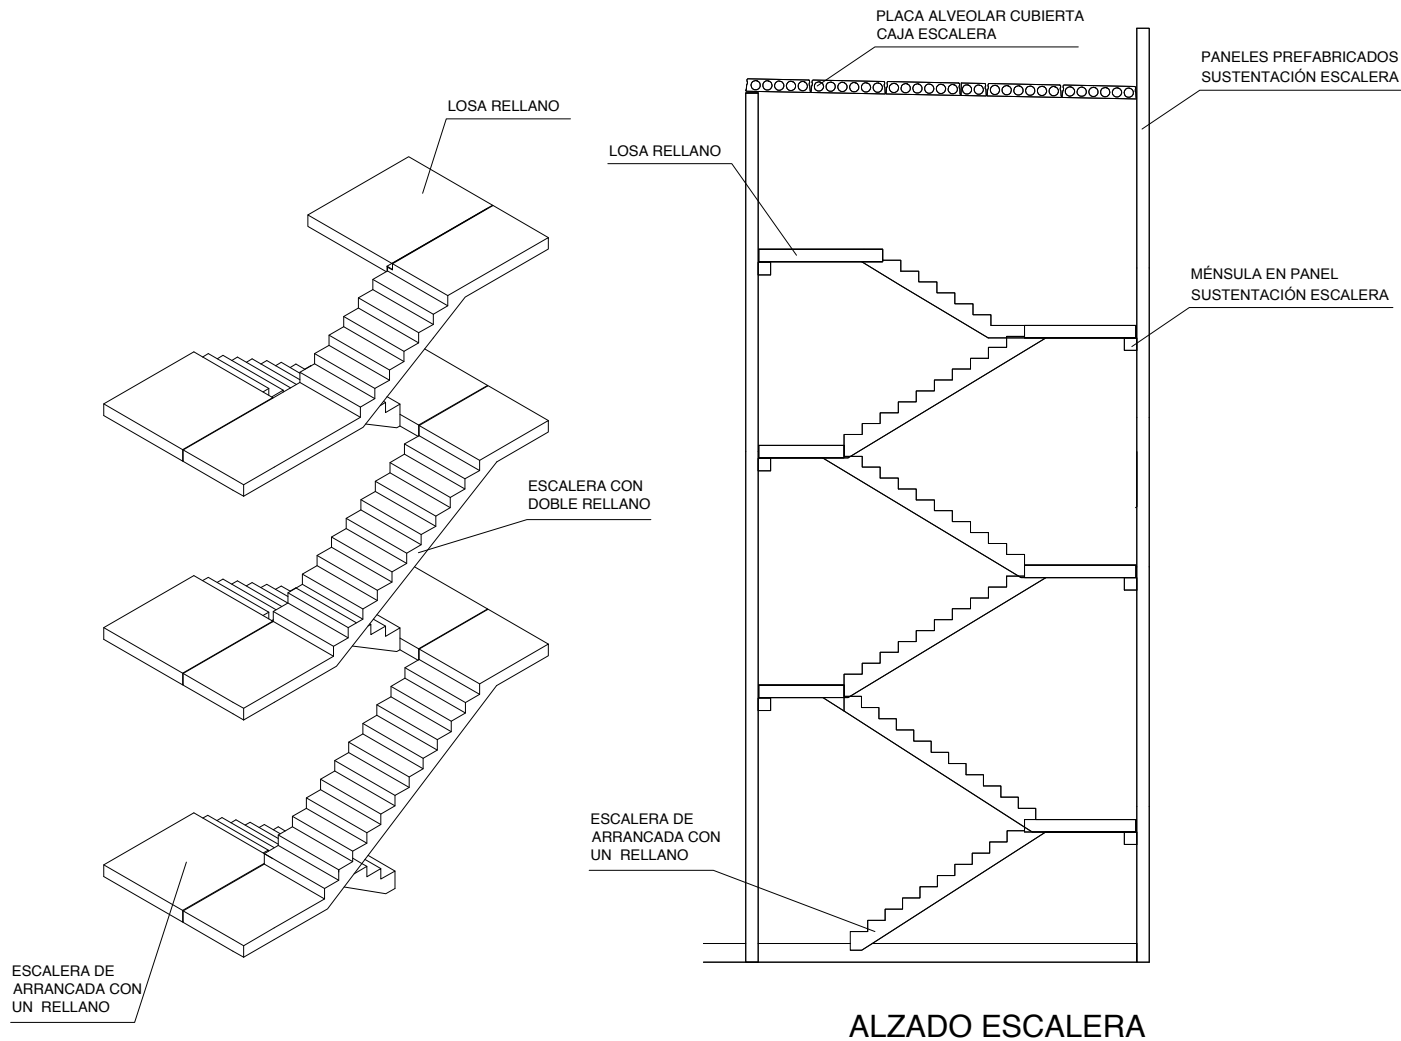 PLACA ALVEOLAR CUBIERTA
CAJA ESCALERA
PANELES PREFABRICADOS
SUSTENTACIÓN ESCALERA
LOSA RELLANO
LOSA RELLANO
MÉNSULA EN PANEL
SUSTENTACIÓN ESCALERA
ESCALERA CON
DOBLE RELLANO
ESCALERA DE
ARRANCADA CON
UN RELLANO
ESCALERA DE
ARRANCADA CON
UN RELLANO
ALZADO ESCALERA